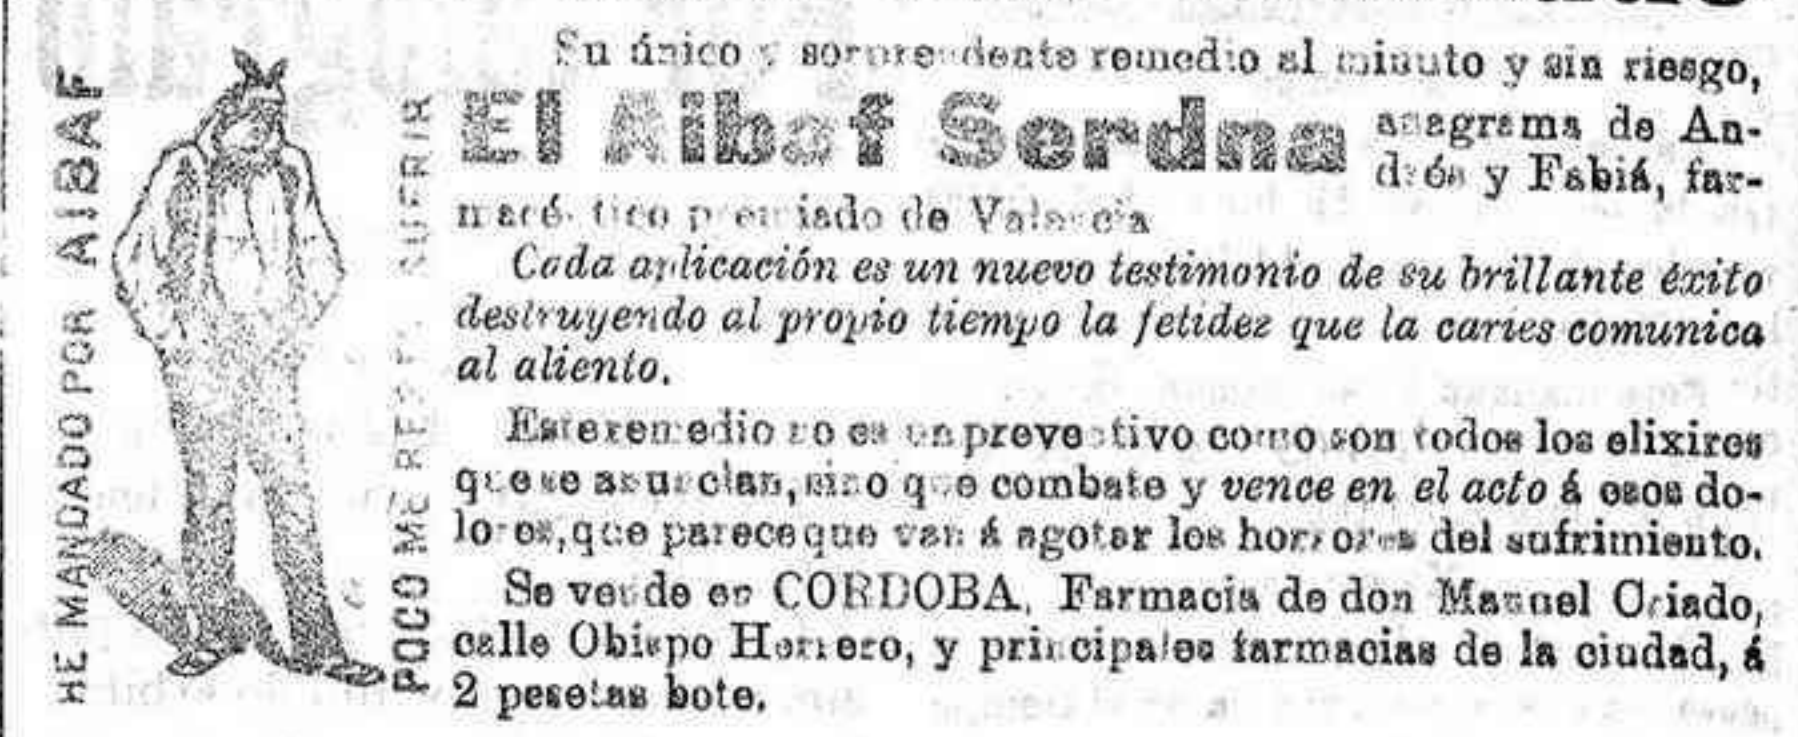 HE MANDADO POR AIBAF
POCO ME RESTA SUFRIR
Su único y sorprendente remedio al minuto y sin riesgo,
El Aibaf Serdna anagrama de An-
drés y Fabiá, far-
macéutico premiado de Valencia
Cada aplicación es un nuevo testimonio de su brillante éxito
destruyendo al propio tiempo la fetidez que la caries comunica
al aliento.
Este remedio no es un preventivo como son todos los elixires
que se anuncian, sino que combate y vence en el acto á esos do-
lores, que parece que van á agotar los horrores del sufrimiento.
Se vende en CORDOBA, Farmacia de don Manuel Criado,
calle Obispo Herrero, y principales farmacias de la ciudad, á
2 pesetas bote.